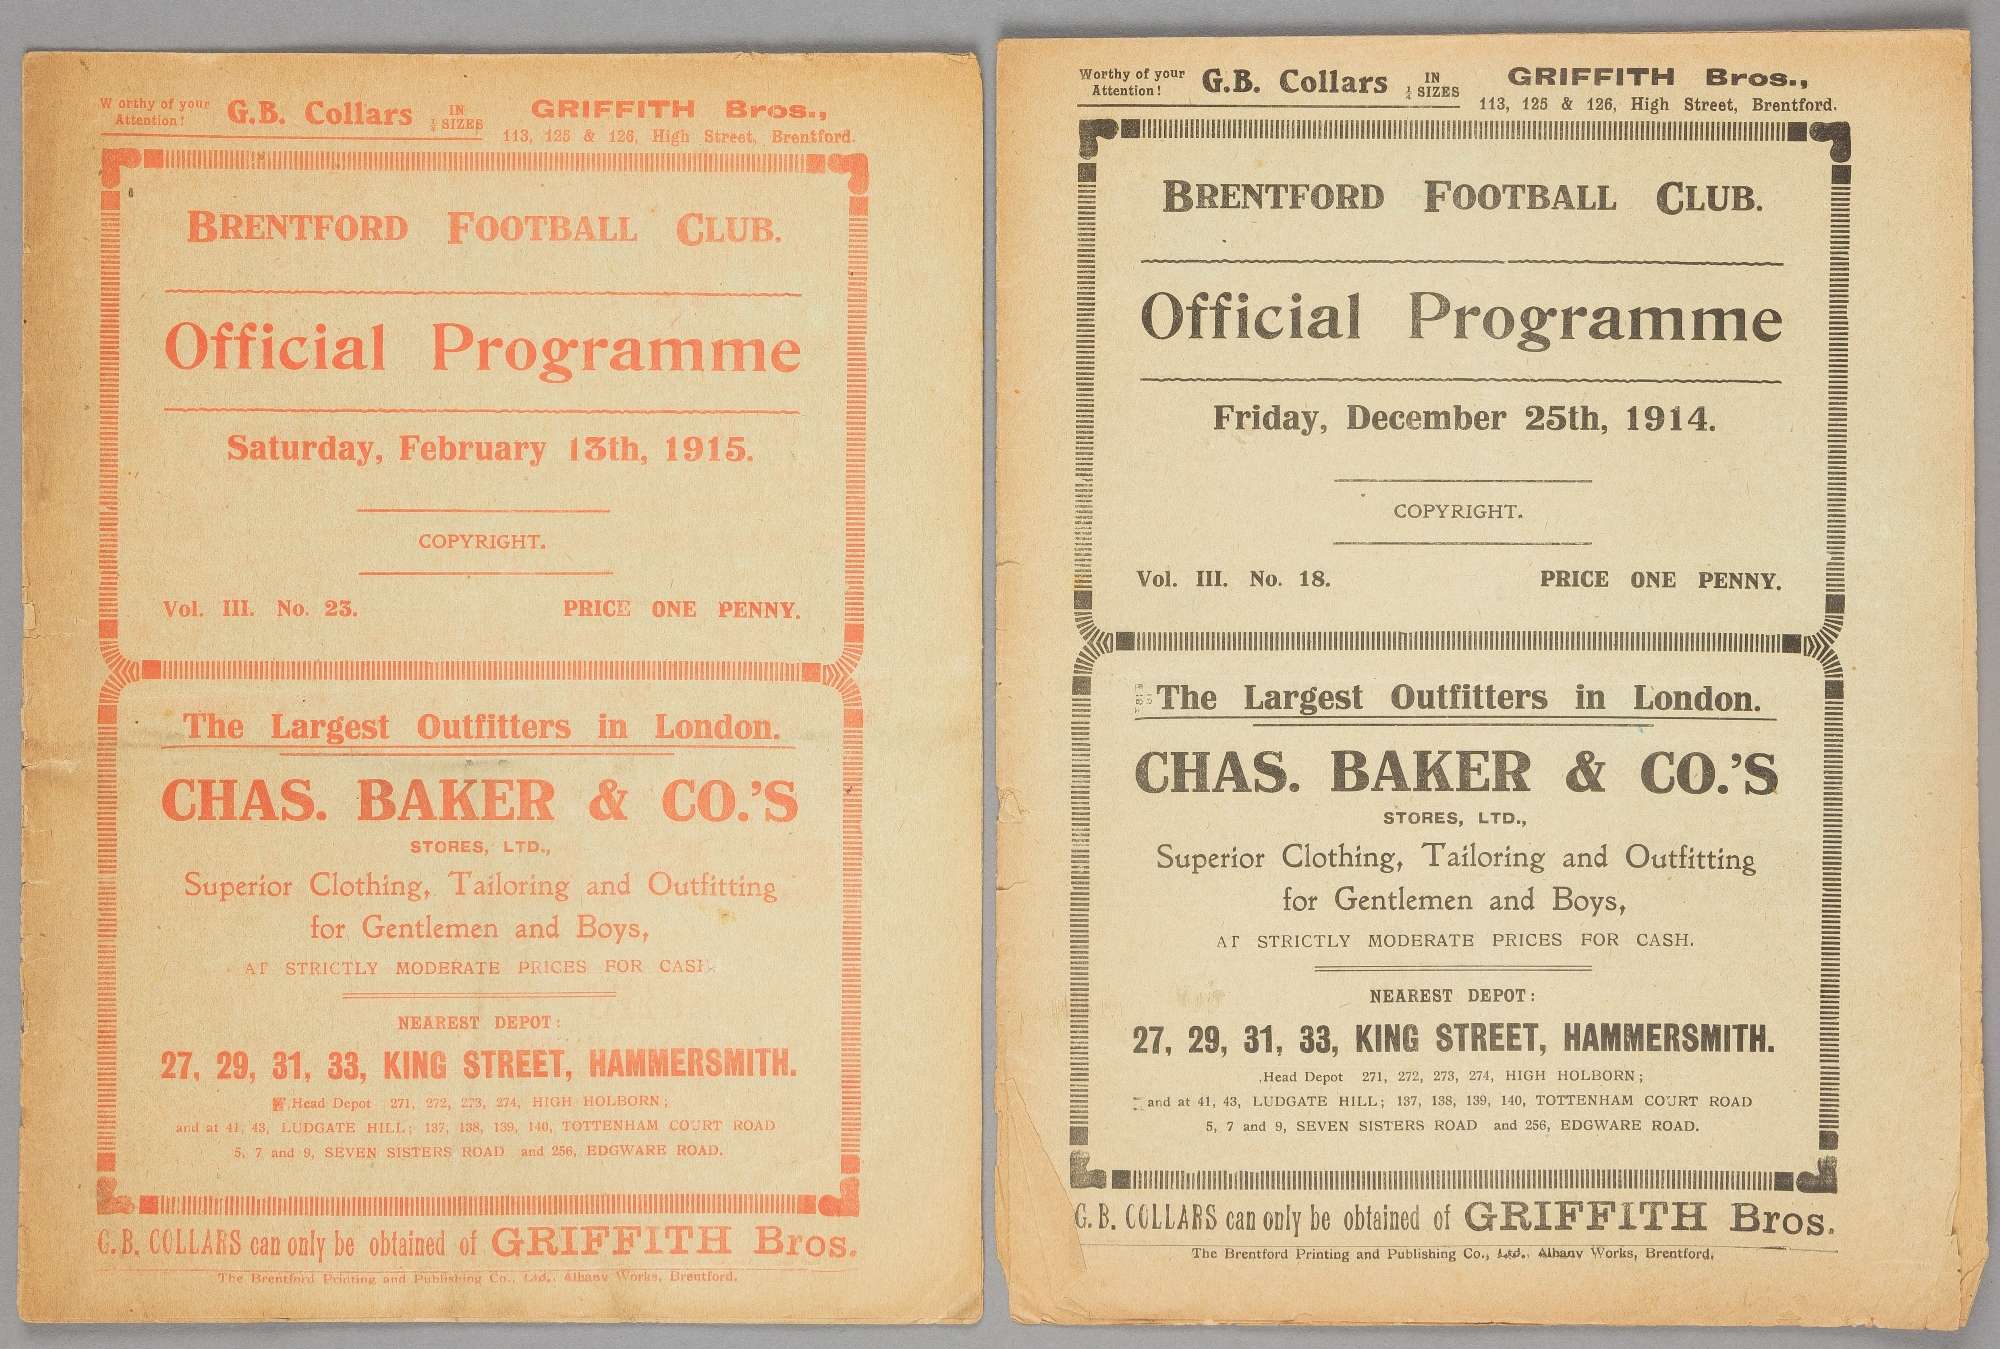 Worthy of your
Attention!
G.B. Collars
IN
¼ SIZES
GRIFFITH Bros.,
113, 125 & 126, High Street, Brentford.
BRENTFORD FOOTBALL CLUB.
Official Programme
Saturday, February 13th, 1915.
COPYRIGHT.
Vol. III. No. 23. PRICE ONE PENNY.
The Largest Outfitters in London.
CHAS. BAKER & CO.'S
STORES, LTD.,
Superior Clothing, Tailoring and Outfitting
for Gentlemen and Boys,
AT STRICTLY MODERATE PRICES FOR CASH.
NEAREST DEPOT:
27, 29, 31, 33, KING STREET, HAMMERSMITH.
Head Depot 271, 272, 273, 274, HIGH HOLBORN;
and at 41, 43, LUDGATE HILL; 137, 138, 139, 140, TOTTENHAM COURT ROAD
5, 7 and 9, SEVEN SISTERS ROAD and 256, EDGWARE ROAD.
G.B. COLLARS can only be obtained of GRIFFITH Bros.
The Brentford Printing and Publishing Co., Ltd., Albany Works, Brentford.
Worthy of your
Attention!
G.B. Collars
IN
¼ SIZES
GRIFFITH Bros.,
113, 125 & 126, High Street, Brentford.
BRENTFORD FOOTBALL CLUB.
Official Programme
Friday, December 25th, 1914.
COPYRIGHT.
Vol. III. No. 18. PRICE ONE PENNY.
The Largest Outfitters in London.
CHAS. BAKER & CO.'S
STORES, LTD.,
Superior Clothing, Tailoring and Outfitting
for Gentlemen and Boys,
AT STRICTLY MODERATE PRICES FOR CASH.
NEAREST DEPOT:
27, 29, 31, 33, KING STREET, HAMMERSMITH.
Head Depot 271, 272, 273, 274, HIGH HOLBORN;
and at 41, 43, LUDGATE HILL; 137, 138, 139, 140, TOTTENHAM COURT ROAD
5, 7 and 9, SEVEN SISTERS ROAD and 256, EDGWARE ROAD.
G.B. COLLARS can only be obtained of GRIFFITH Bros.
The Brentford Printing and Publishing Co., Ltd., Albany Works, Brentford.